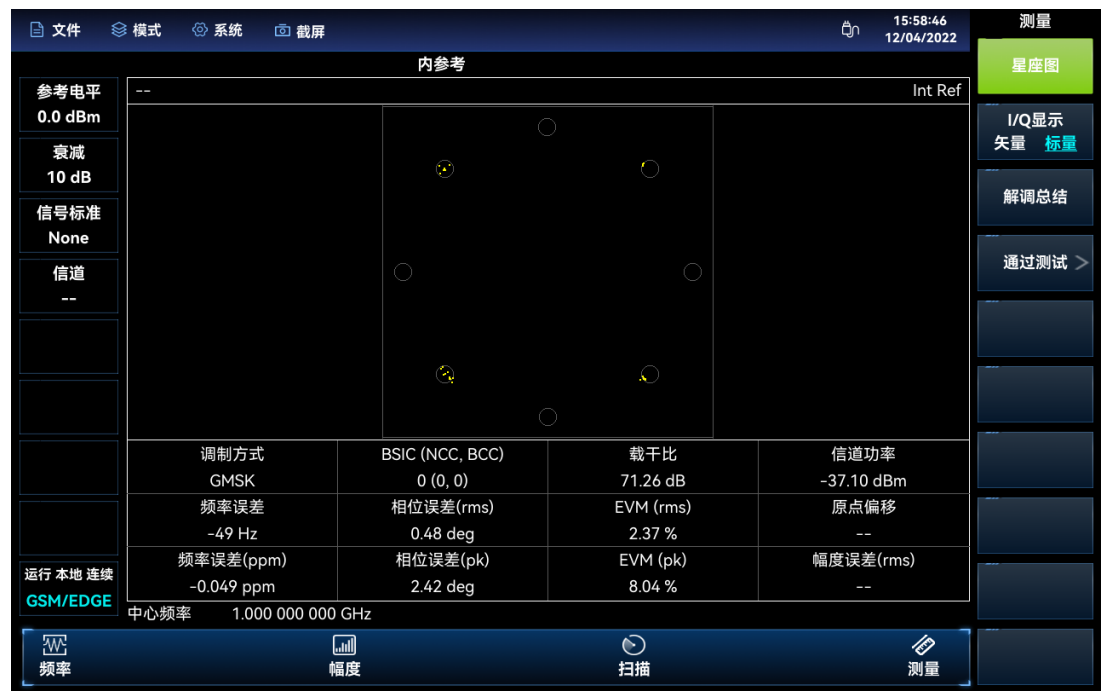 文件 模式 系统 截屏
15:58:46
12/04/2022
测量
内参考
星座图
参考电平
0.0 dBm
-- Int Ref
I/Q显示
矢量 标量
衰减
10 dB
解调总结
信号标准
None
通过测试 >
信道
--
调制方式 BSIC (NCC, BCC) 载干比 信道功率
GMSK 0 (0, 0) 71.26 dB -37.10 dBm
频率误差 相位误差(rms) EVM (rms) 原点偏移
-49 Hz 0.48 deg 2.37 % --
频率误差(ppm) 相位误差(pk) EVM (pk) 幅度误差(rms)
-0.049 ppm 2.42 deg 8.04 % --
运行 本地 连续
GSM/EDGE
中心频率 1.000 000 000 GHz
频率 幅度 扫描 测量